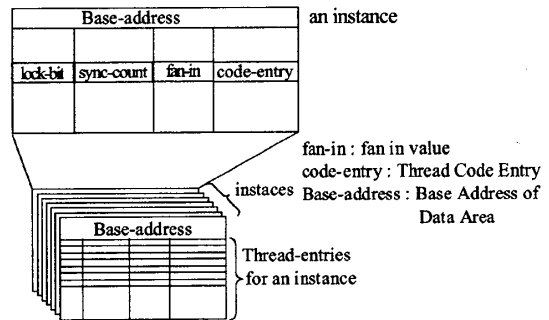 Base-address
an instance
lock-bit sync-count fan-in code-entry
fan-in : fan in value
code-entry : Thread Code Entry
Base-address : Base Address of
Data Area
instaces
Base-address
Thread-entries
for an instance